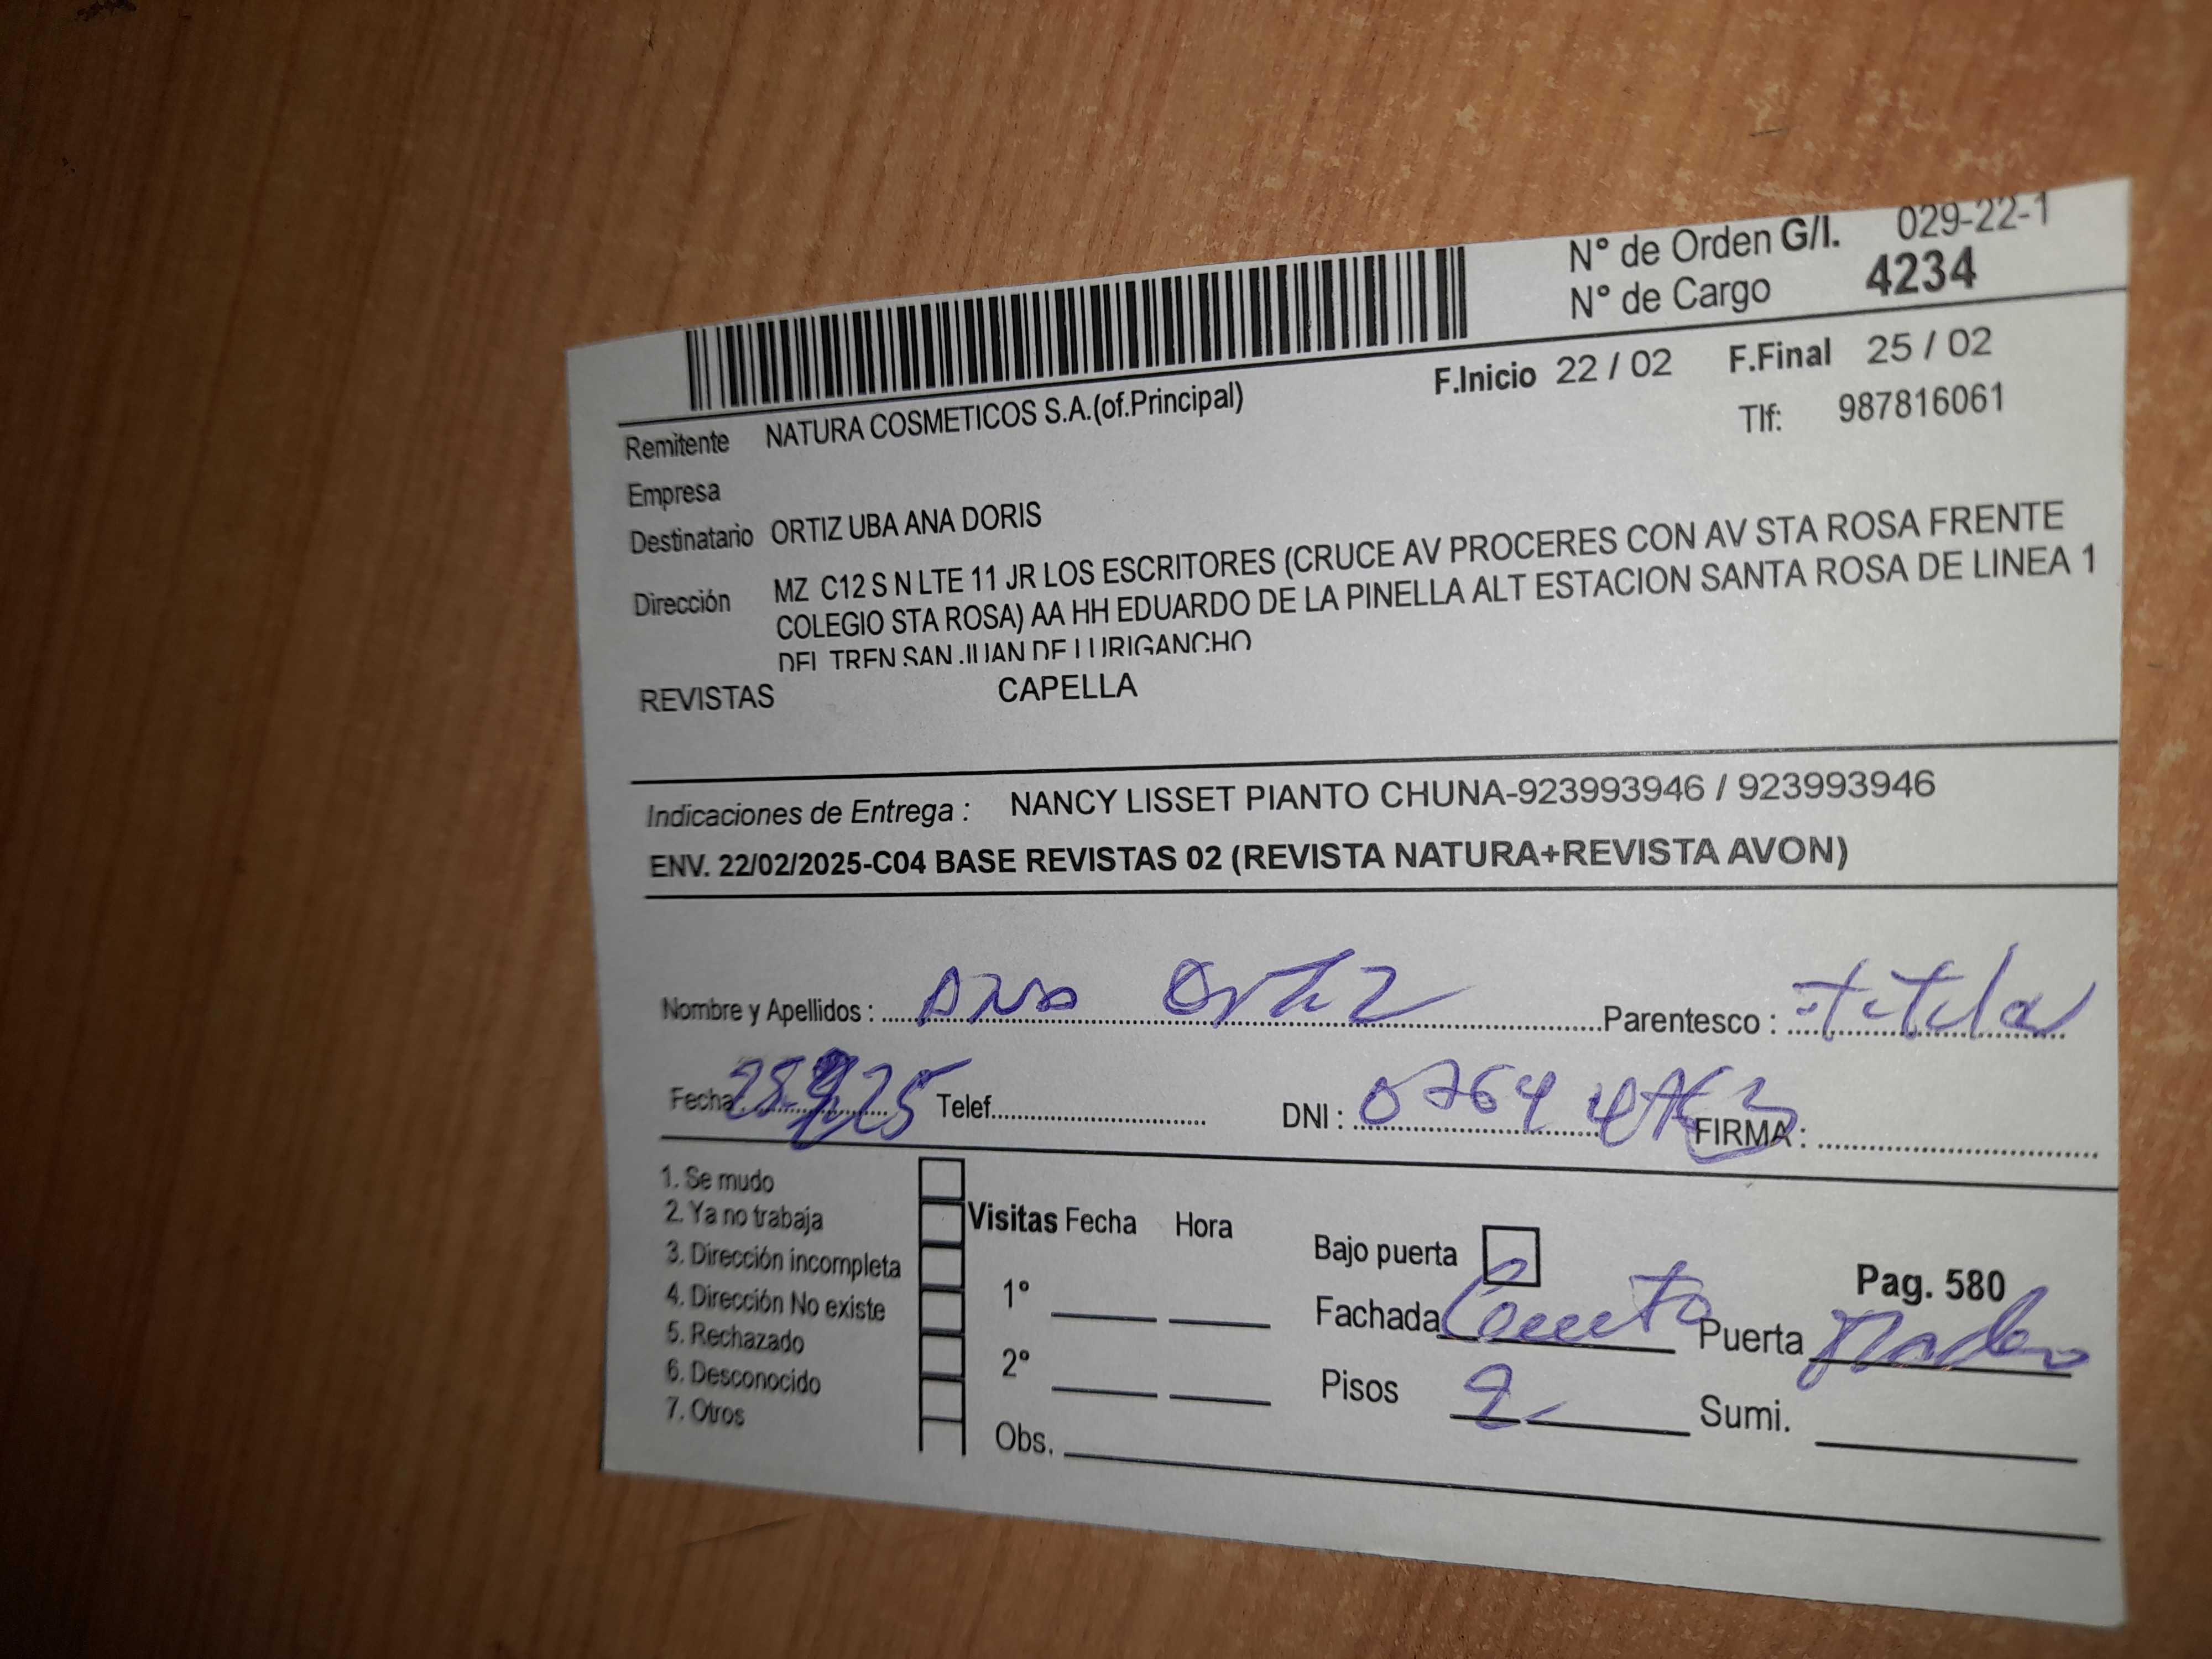 N° de Orden G/I. 029-22-1
N° de Cargo 4234
F.Inicio 22 / 02 F.Final 25 / 02
Remitente NATURA COSMETICOS S.A.(of.Principal)
Tlf: 987816061
Empresa
Destinatario ORTIZ UBA ANA DORIS
Dirección MZ C12 S N LTE 11 JR LOS ESCRITORES (CRUCE AV PROCERES CON AV STA ROSA FRENTE
COLEGIO STA ROSA) AA HH EDUARDO DE LA PINELLA ALT ESTACION SANTA ROSA DE LINEA 1
DEL TREN SAN JUAN DE LURIGANCHO
REVISTAS CAPELLA
Indicaciones de Entrega : NANCY LISSET PIANTO CHUNA-923993946 / 923993946
ENV. 22/02/2025-C04 BASE REVISTAS 02 (REVISTA NATURA+REVISTA AVON)
Nombre y Apellidos : Ana Ortiz Parentesco : titular
Fecha : Telef. DNI : FIRMA :
1. Se mudo
2. Ya no trabaja
3. Dirección incompleta
4. Dirección No existe
5. Rechazado
6. Desconocido
7. Otros
Visitas Fecha Hora
1°
2°
Obs.
Bajo puerta
Pag. 580
Fachada Puerta
Pisos 2 Sumi.